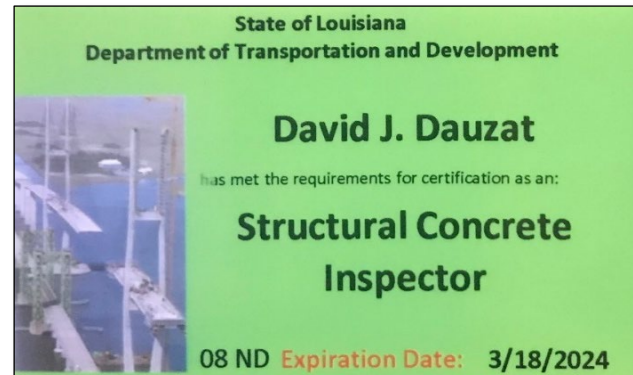 State of Louisiana
Department of Transportation and Development
David J. Dauzat
has met the requirements for certification as an:
Structural Concrete
Inspector
08 ND Expiration Date: 3/18/2024